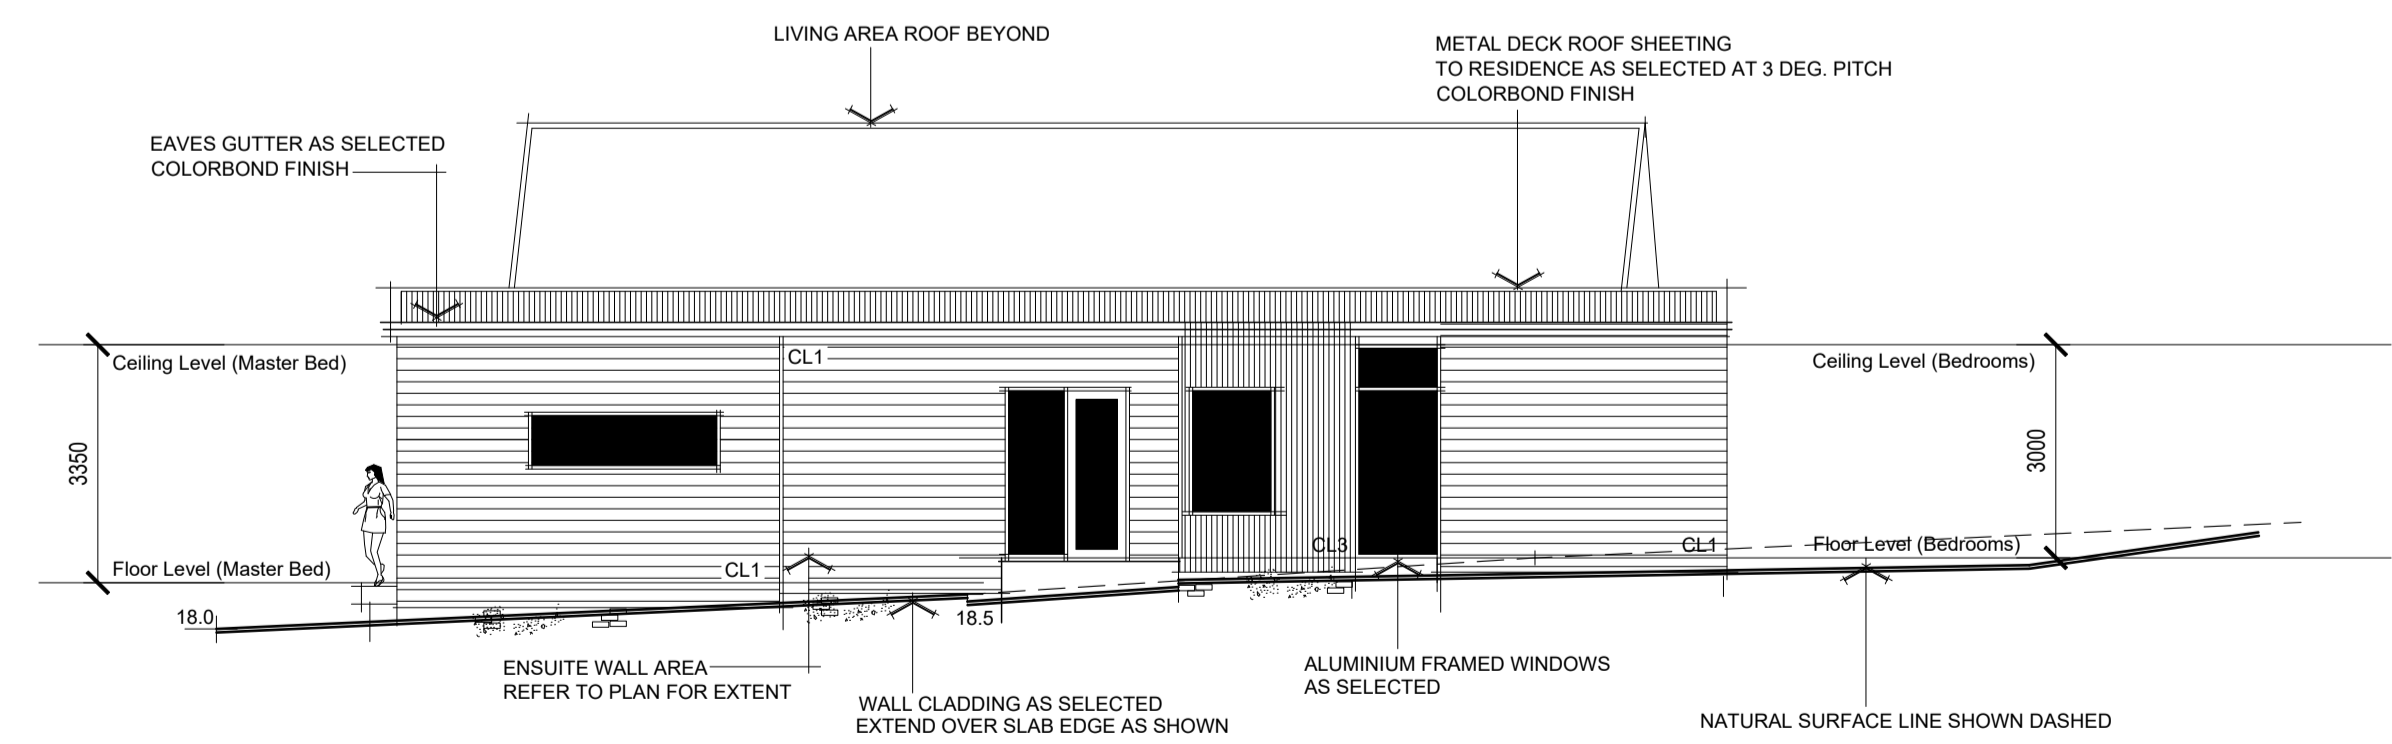 LIVING AREA ROOF BEYOND
METAL DECK ROOF SHEETING
TO RESIDENCE AS SELECTED AT 3 DEG. PITCH
COLORBOND FINISH
EAVES GUTTER AS SELECTED
COLORBOND FINISH
Ceiling Level (Master Bed)
CL1
Ceiling Level (Bedrooms)
3350
3000
Floor Level (Master Bed)
CL1
CL3
CL1
Floor Level (Bedrooms)
18.0
18.5
ENSUITE WALL AREA
REFER TO PLAN FOR EXTENT
WALL CLADDING AS SELECTED
EXTEND OVER SLAB EDGE AS SHOWN
ALUMINIUM FRAMED WINDOWS
AS SELECTED
NATURAL SURFACE LINE SHOWN DASHED